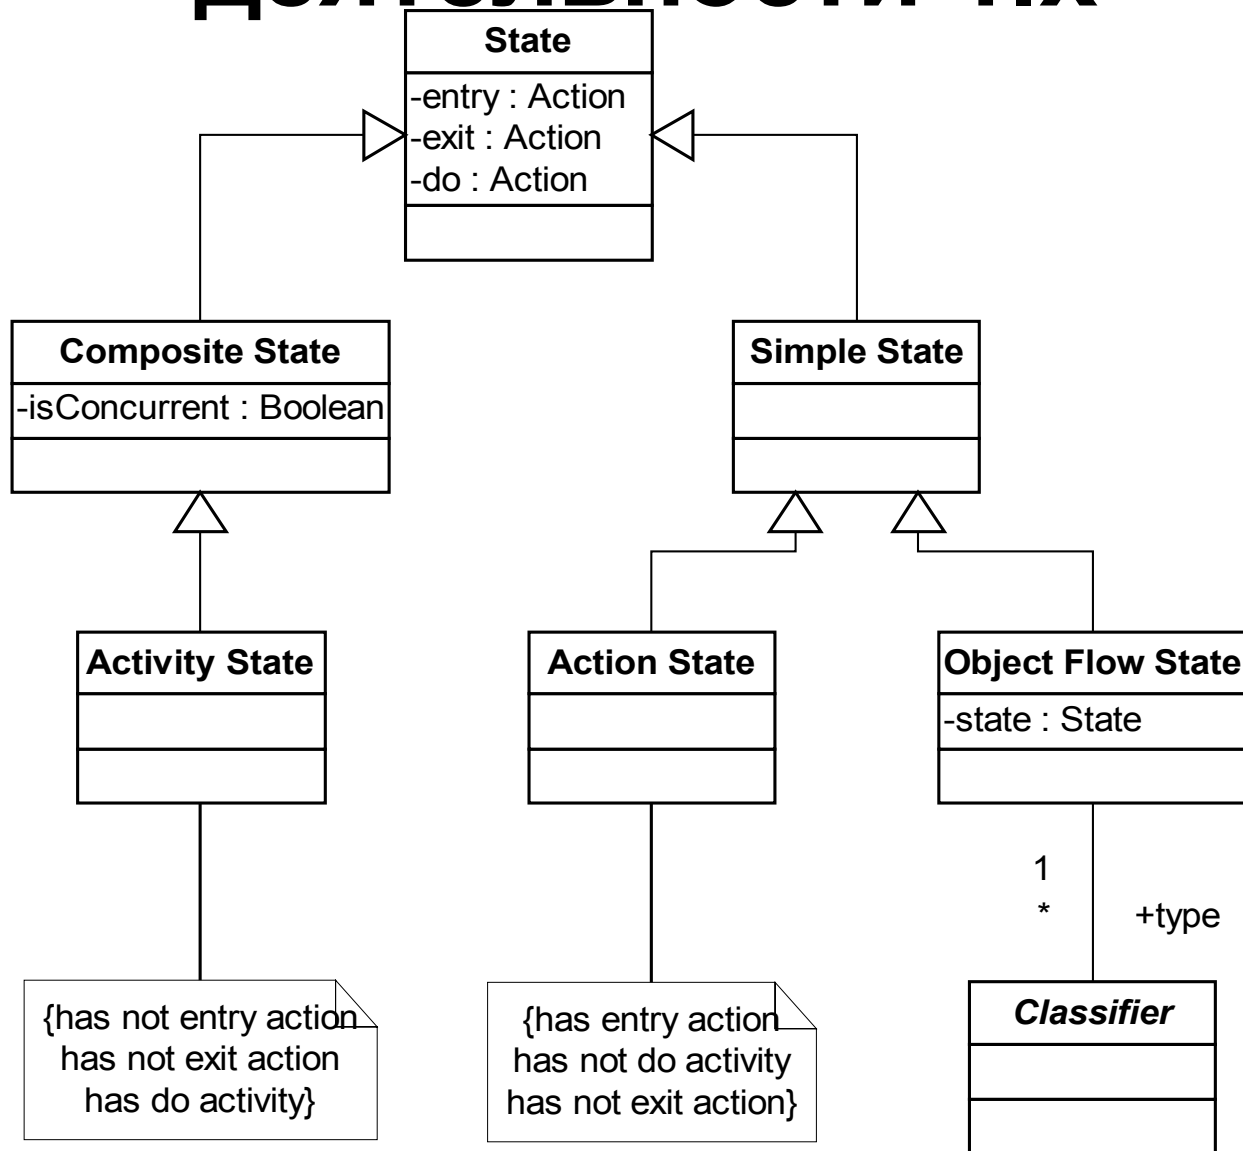 деятельности 1.x
State
-entry : Action
-exit : Action
-do : Action
Composite State
-isConcurrent : Boolean
Simple State
Activity State
Action State
Object Flow State
-state : State
1
*
+type
{has not entry action
has not exit action
has do activity}
{has entry action
has not do activity
has not exit action}
Classifier